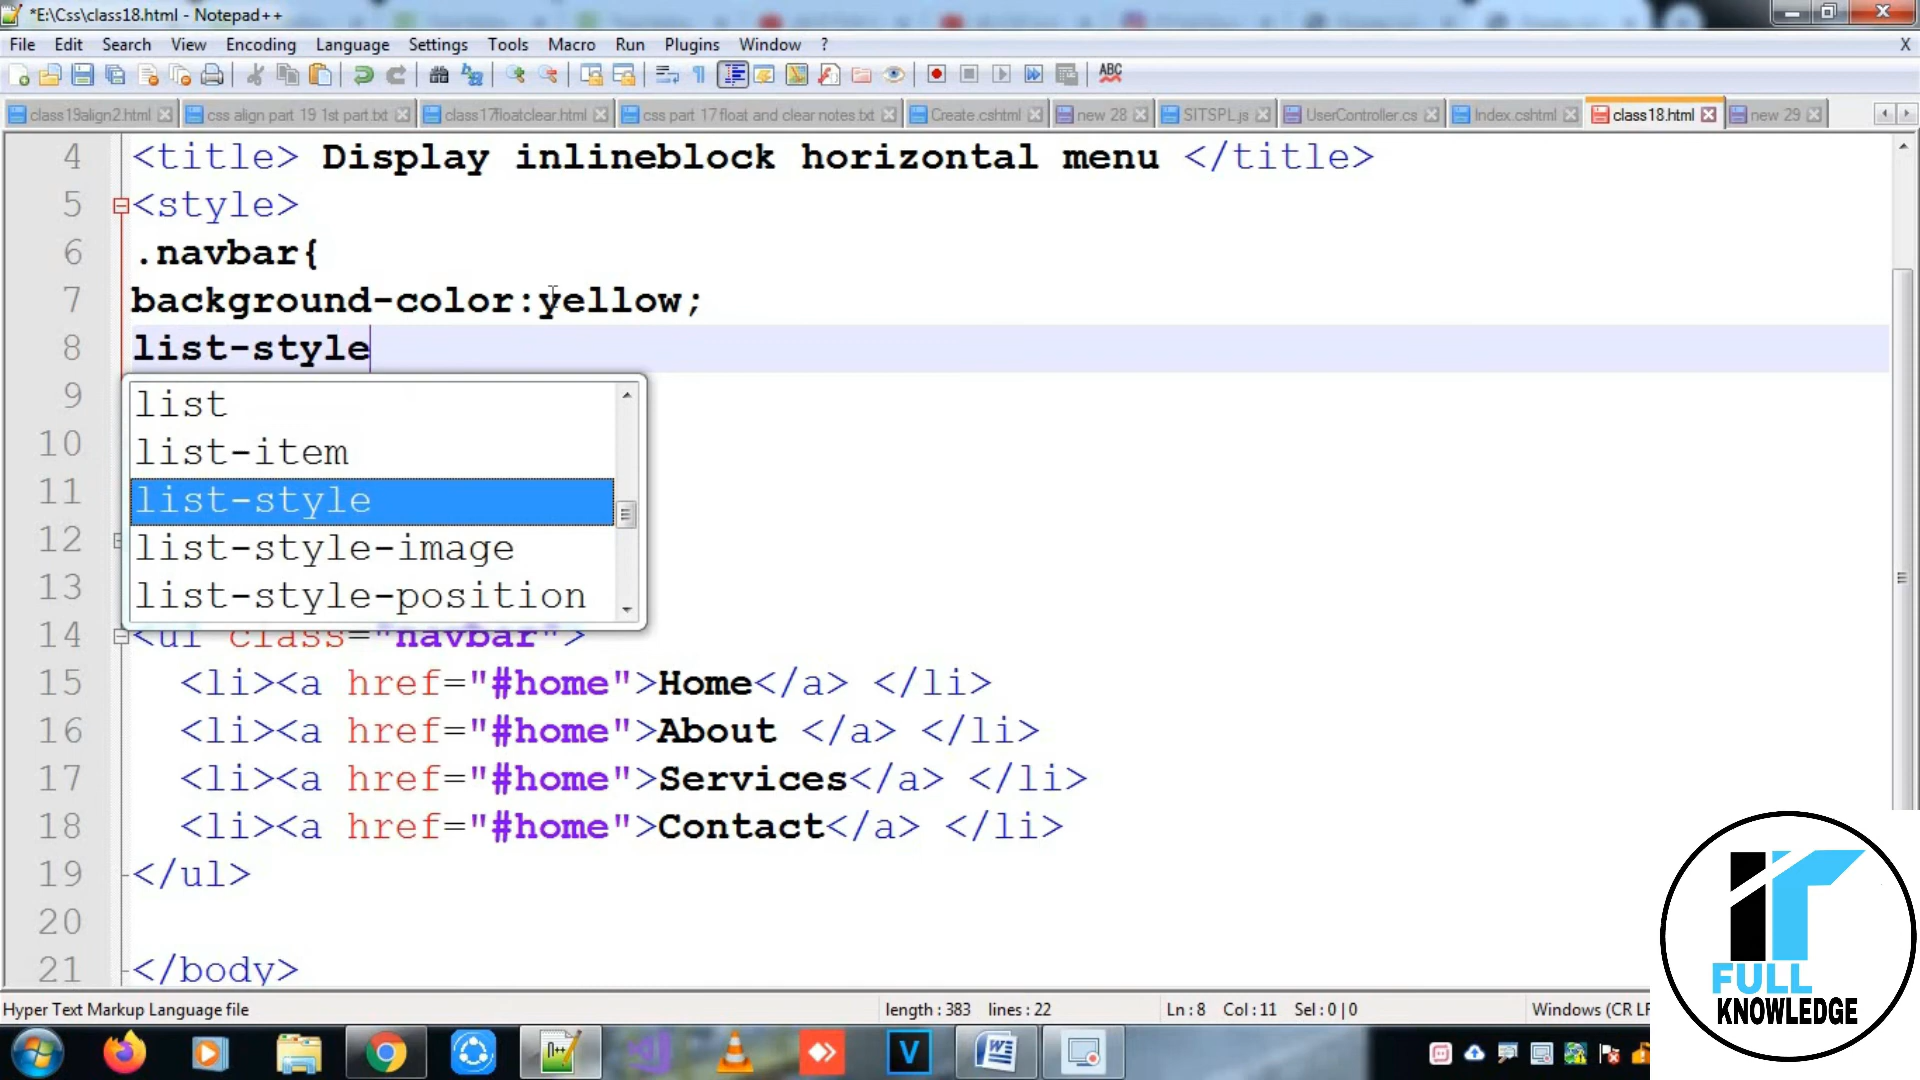 *E:\Css\class18.html - Notepad++
File Edit Search View Encoding Language Settings Tools Macro Run Plugins Window ? X
class19align2.html css align part 19 1st part.txt class17floatclear.html css part 17 float and clear notes.txt Create.cshtml new 28 SITSPL.js UserController.cs Index.cshtml class18.html new 29
4 <title> Display inlineblock horizontal menu </title>
5 <style>
6 .navbar{
7 background-color:yellow;
8 list-style
9 list
10 list-item
11 list-style
12 list-style-image
13 list-style-position
14 <ul class="navbar">
15 <li><a href="#home">Home</a> </li>
16 <li><a href="#home">About </a> </li>
17 <li><a href="#home">Services</a> </li>
18 <li><a href="#home">Contact</a> </li>
19 </ul>
20
21 </body>
Hyper Text Markup Language file length : 383 lines : 22 Ln : 8 Col : 11 Sel : 0 | 0 Windows (CR LF
FULL
KNOWLEDGE